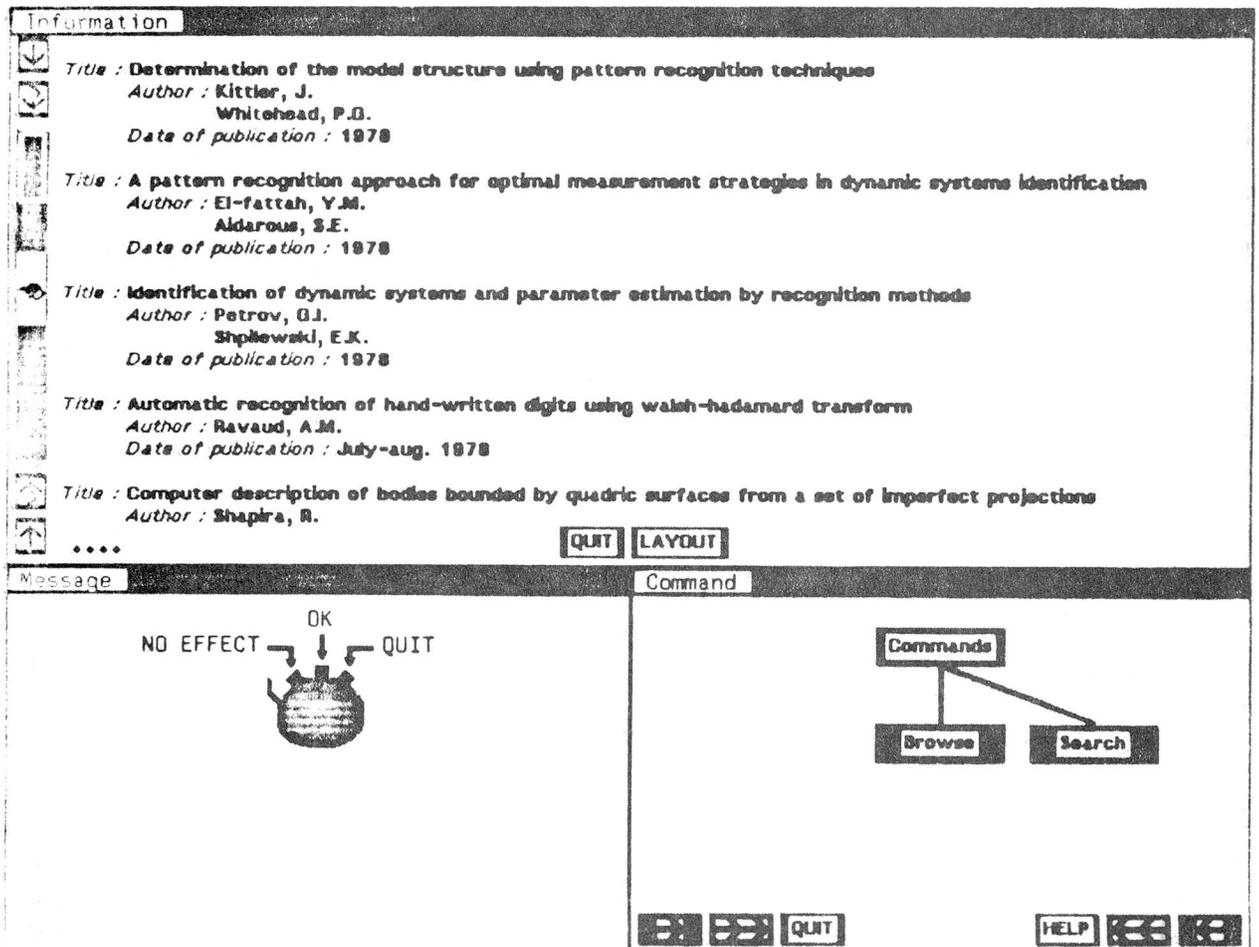 Information
Title : Determination of the model structure using pattern recognition techniques
Author : Kittler, J.
Whitehead, P.G.
Date of publication : 1978
Title : A pattern recognition approach for optimal measurement strategies in dynamic systems identification
Author : El-fattah, Y.M.
Aidarous, S.E.
Date of publication : 1978
Title : Identification of dynamic systems and parameter estimation by recognition methods
Author : Petrov, G.I.
Shpilewski, E.K.
Date of publication : 1978
Title : Automatic recognition of hand-written digits using walsh-hadamard transform
Author : Ravaud, A.M.
Date of publication : July-aug. 1978
Title : Computer description of bodies bounded by quadric surfaces from a set of imperfect projections
Author : Shapira, R.
....
QUIT LAYOUT
Message
OK
NO EFFECT QUIT
Command
Commands
Browse Search
QUIT HELP